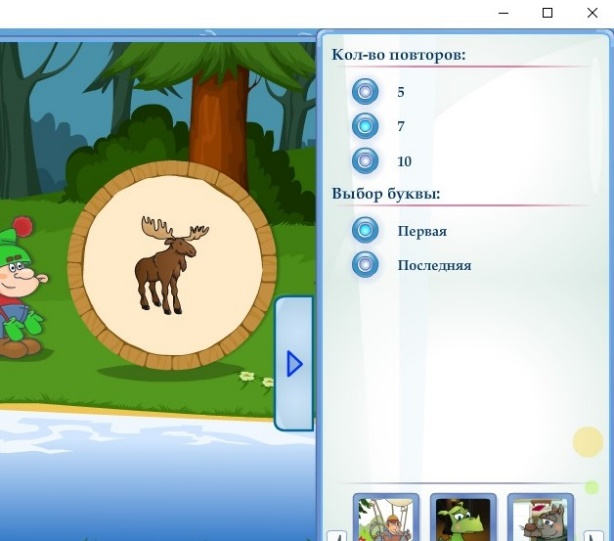 Кол-во повторов:
5
7
10
Выбор буквы:
Первая
Последняя